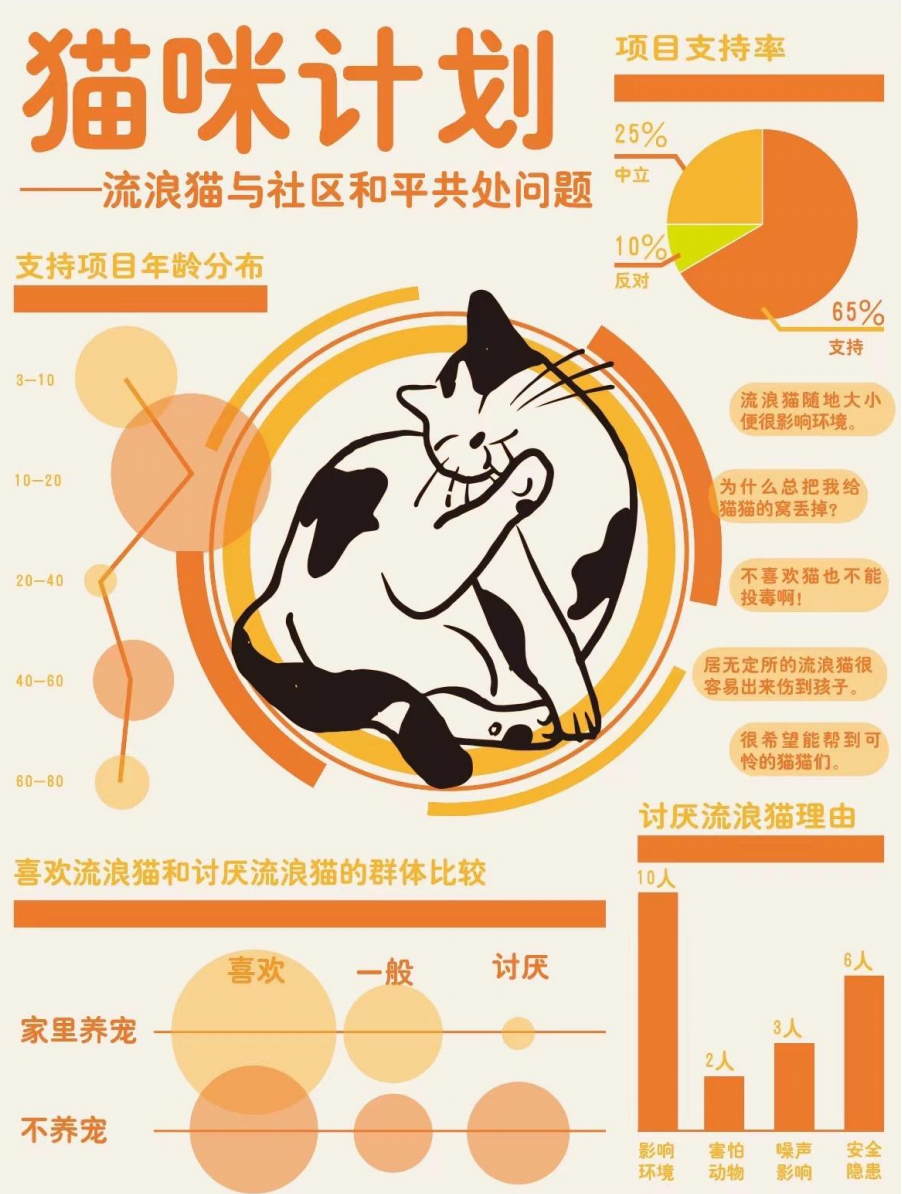 猫咪计划
——流浪猫与社区和平共处问题
项目支持率
25%
中立
10%
反对
65%
支持
支持项目年龄分布
3—10
10—20
20—40
40—60
60—80
流浪猫随地大小
便很影响环境。
为什么总把我给
猫猫的窝丢掉?
不喜欢猫也不能
投毒啊!
居无定所的流浪猫很
容易出来伤到孩子。
很希望能帮到可
怜的猫猫们。
喜欢流浪猫和讨厌流浪猫的群体比较
喜欢 一般 讨厌
家里养宠
不养宠
讨厌流浪猫理由
10人
2人
3人
6人
影响
环境
害怕
动物
噪声
影响
安全
隐患